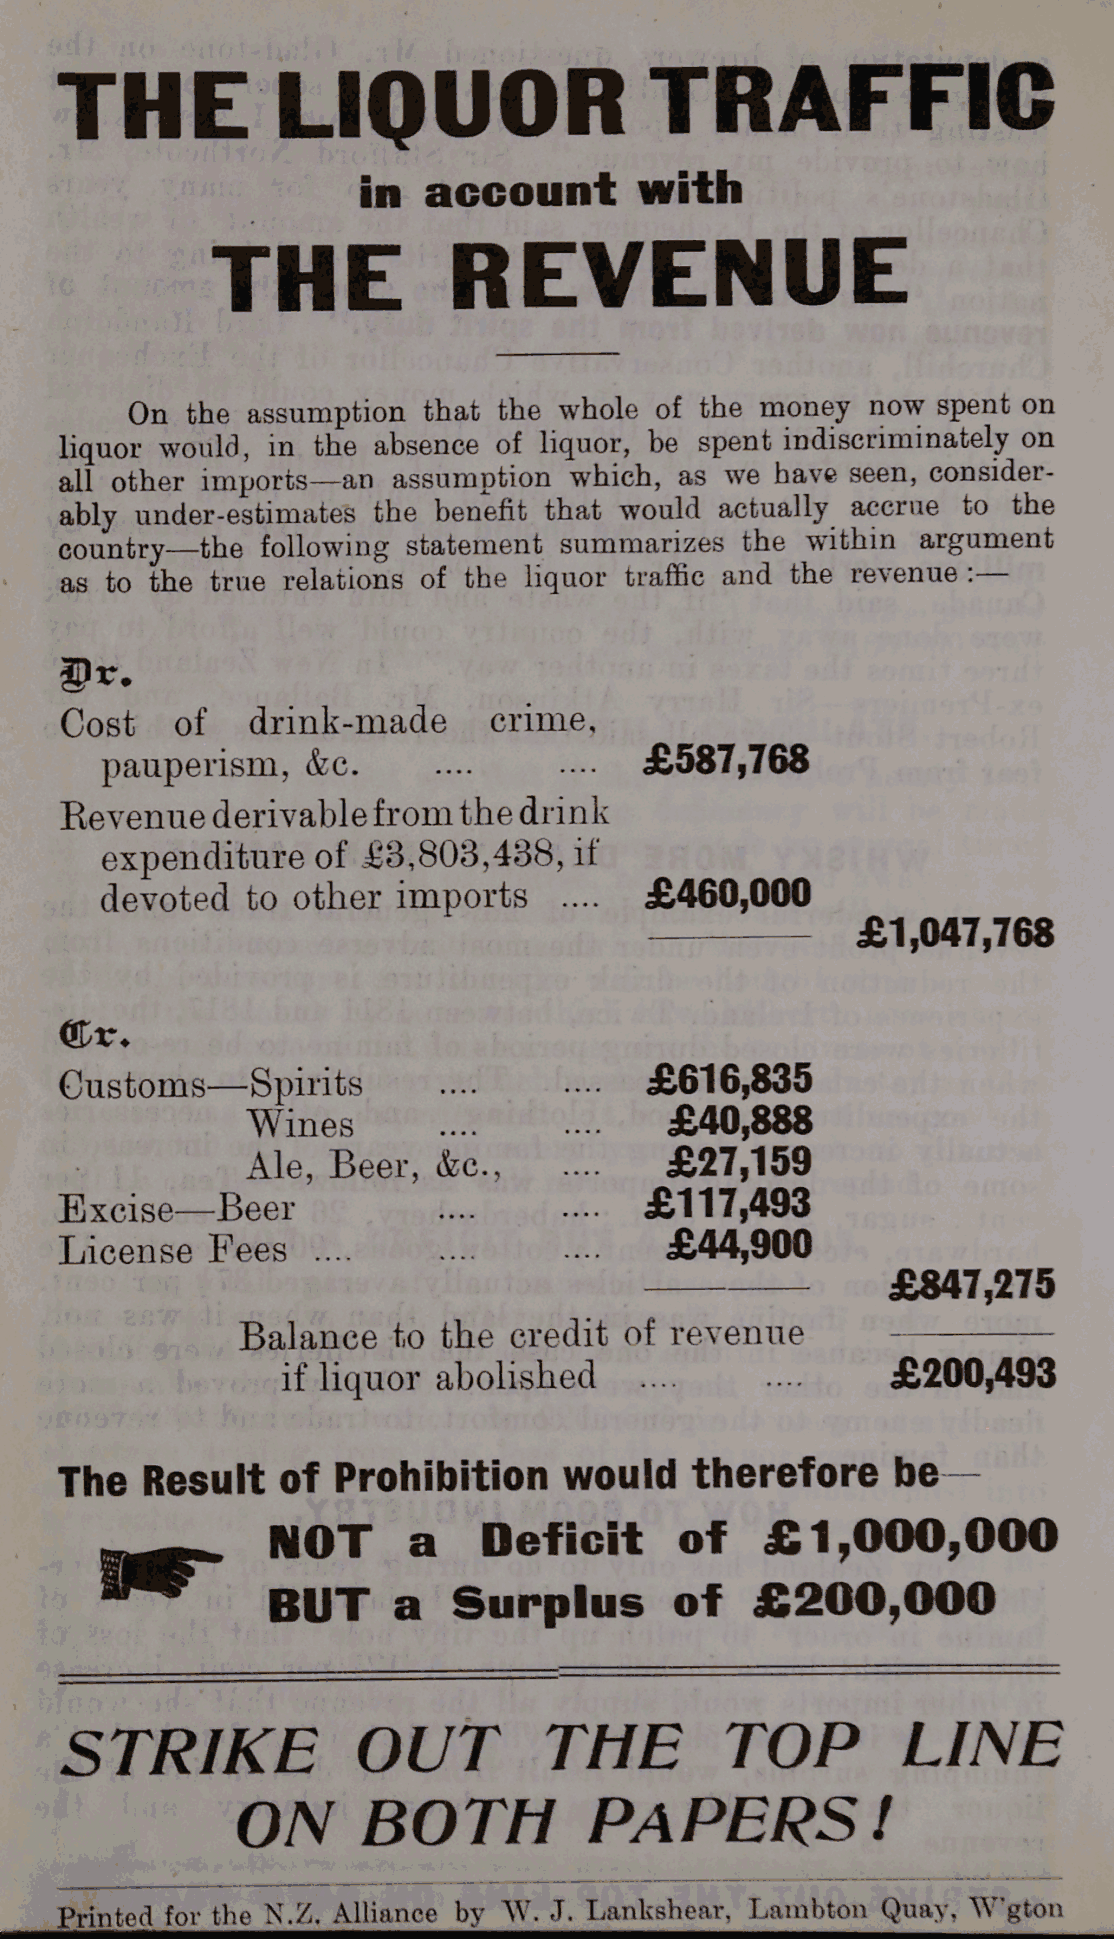 THE LIQUOR TRAFFIC
in account with
THE REVENUE
On the assumption that the whole of the money now spent on
liquor would, in the absence of liquor, be spent indiscriminately on
all other imports—an assumption which, as we have seen, consider-
ably under-estimates the benefit that would actually accrue to the
country—the following statement summarizes the within argument
as to the true relations of the liquor traffic and the revenue :—
Dr.
Cost of drink-made crime,
pauperism, &c. .... .... £587,768
Revenue derivable from the drink
expenditure of £3,803,438, if
devoted to other imports .... £460,000
£1,047,768
Cr.
Customs—Spirits .... .... £616,835
Wines .... .... £40,888
Ale, Beer, &c., .... £27,159
Excise—Beer .... .... £117,493
License Fees .... .... .... £44,900
£847,275
Balance to the credit of revenue
if liquor abolished .... .... £200,493
The Result of Prohibition would therefore be—
NOT a Deficit of £1,000,000
BUT a Surplus of £200,000
STRIKE OUT THE TOP LINE
ON BOTH PAPERS!
Printed for the N.Z. Alliance by W. J. Lankshear, Lambton Quay, W'gton